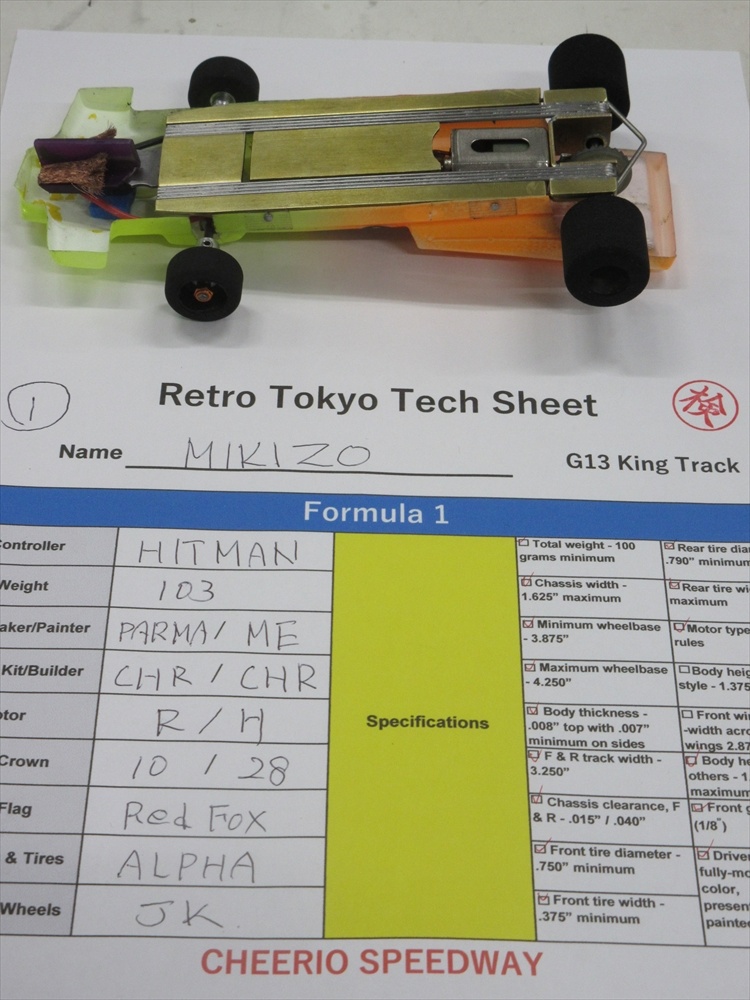 1
Retro Tokyo Tech Sheet
Name MIKIZO
G13 King Track
Formula 1
Controller HITMAN
Weight 103
aker/Painter PARMA / ME
Kit/Builder CHR / CHR
otor R / H
Crown 10 / 28
Flag Red Fox
& Tires ALPHA
Wheels JK
Specifications
Total weight - 100
grams minimum
Chassis width -
1.625" maximum
Minimum wheelbase
- 3.875"
Maximum wheelbase
- 4.250"
Body thickness -
.008" top with .007"
minimum on sides
F & R track width -
3.250"
Chassis clearance, F
& R - .015" / .040"
Front tire diameter -
.750" minimum
Front tire width -
.375" minimum
Rear tire dia
.790" minimum
Rear tire wi
maximum
Motor type
rules
Body heig
style - 1.375
Front wi
-width acr
wings 2.87
Body he
others - 1.
maximum
Front g
(1/8")
Drive
fully-mo
color,
presen
painte
CHEERIO SPEEDWAY